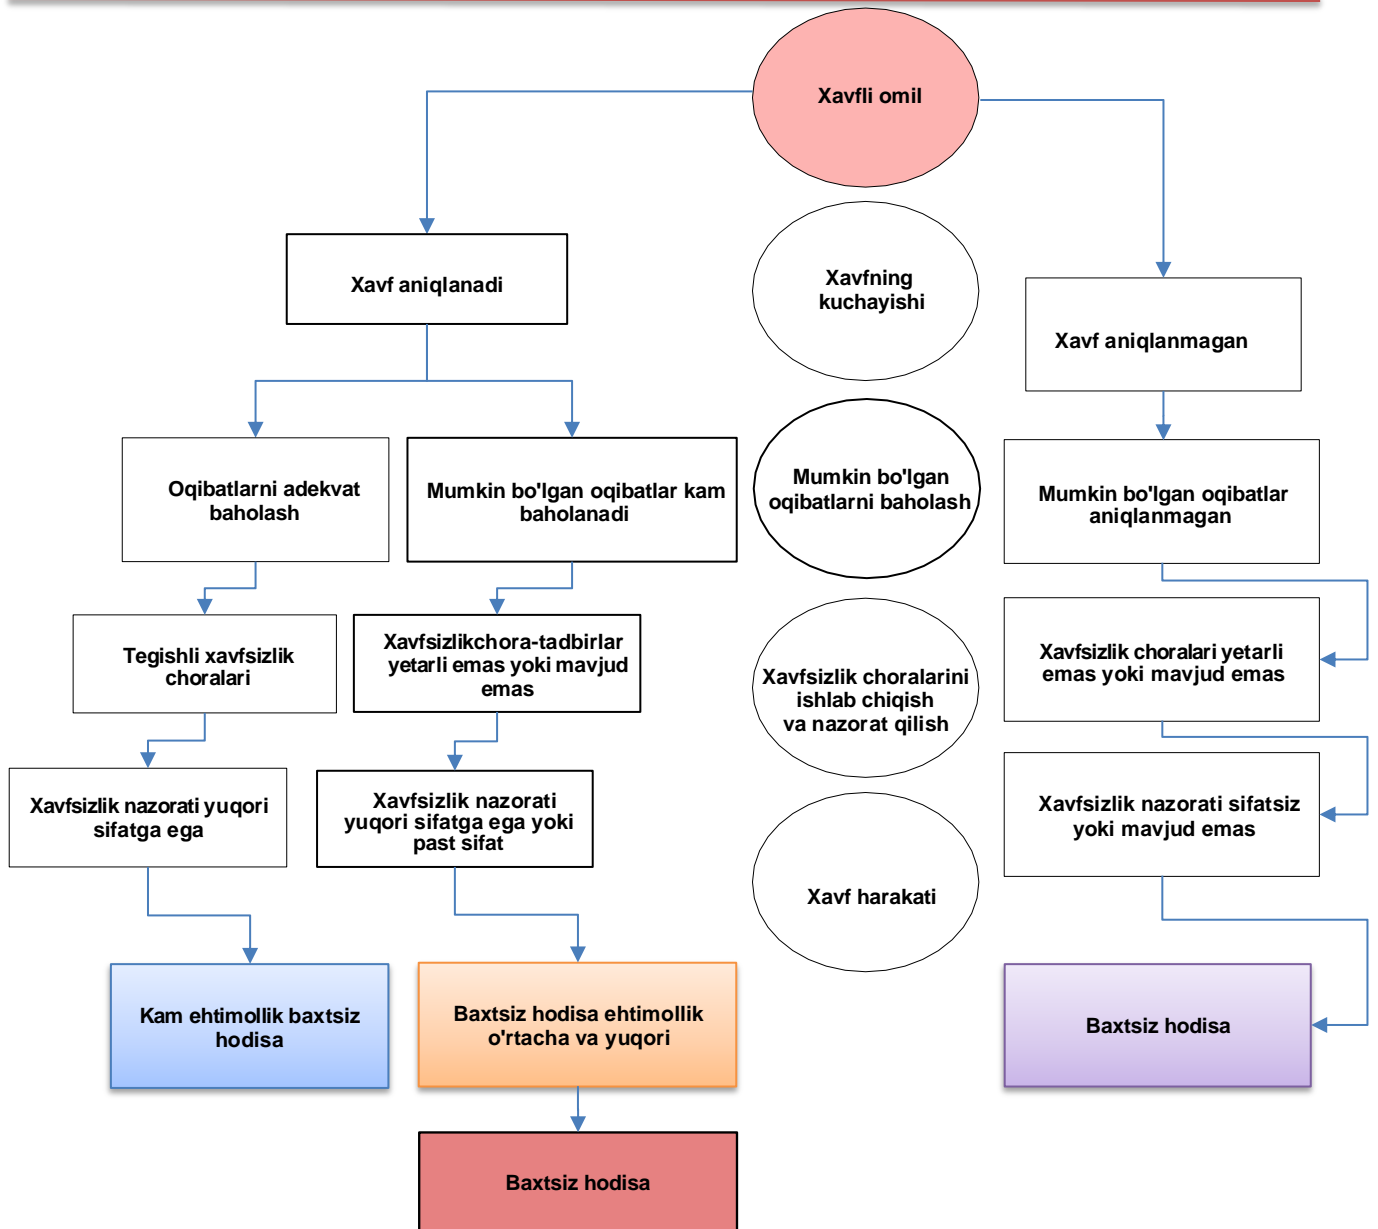 Xavfli omil
Xavf aniqlanadi
Xavfning
kuchayishi
Xavf aniqlanmagan
Oqibatlarni adekvat
baholash
Mumkin bo'lgan oqibatlar kam
baholanadi
Mumkin bo'lgan
oqibatlarni baholash
Mumkin bo'lgan oqibatlar
aniqlanmagan
Tegishli xavfsizlik
choralari
Xavfsizlikchora-tadbirlar
yetarli emas yoki mavjud
emas
Xavfsizlik choralarini
ishlab chiqish
va nazorat qilish
Xavfsizlik choralari yetarli
emas yoki mavjud emas
Xavfsizlik nazorati yuqori
sifatga ega
Xavfsizlik nazorati
yuqori sifatga ega yoki
past sifat
Xavf harakati
Xavfsizlik nazorati sifatsiz
yoki mavjud emas
Kam ehtimollik baxtsiz
hodisa
Baxtsiz hodisa ehtimollik
o'rtacha va yuqori
Baxtsiz hodisa
Baxtsiz hodisa